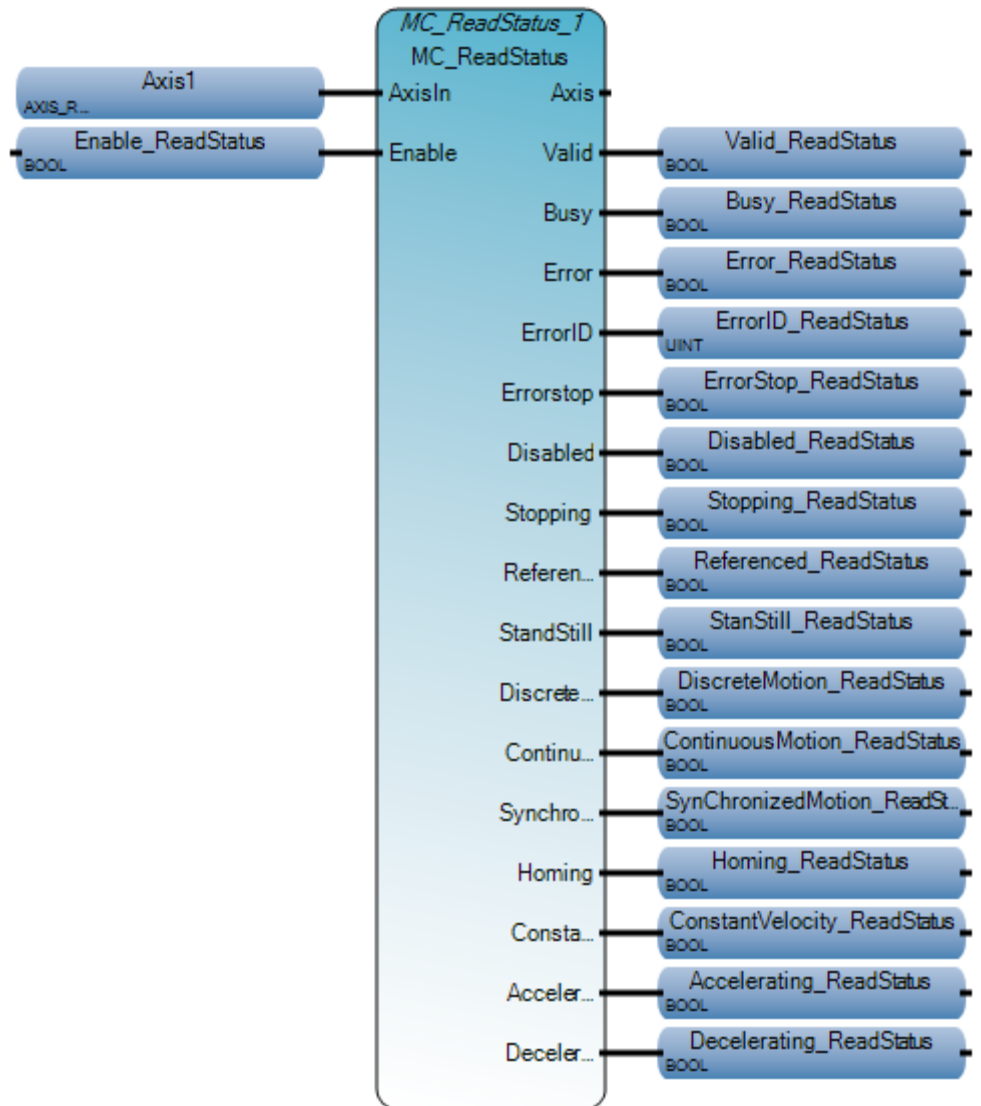 MC_ReadStatus_1
MC_ReadStatus
Axis1
AXIS_R...
AxisIn
Axis
Enable_ReadStatus
BOOL
Enable
Valid
Valid_ReadStatus
BOOL
Busy
Busy_ReadStatus
BOOL
Error
Error_ReadStatus
BOOL
ErrorID
ErrorID_ReadStatus
UINT
Errorstop
ErrorStop_ReadStatus
BOOL
Disabled
Disabled_ReadStatus
BOOL
Stopping
Stopping_ReadStatus
BOOL
Referen...
Referenced_ReadStatus
BOOL
StandStill
StanStill_ReadStatus
BOOL
Discrete...
DiscreteMotion_ReadStatus
BOOL
Continu...
ContinuousMotion_ReadStatus
BOOL
Synchro...
SynChronizedMotion_ReadSt...
BOOL
Homing
Homing_ReadStatus
BOOL
Consta...
ConstantVelocity_ReadStatus
BOOL
Acceler...
Accelerating_ReadStatus
BOOL
Deceler...
Decelerating_ReadStatus
BOOL